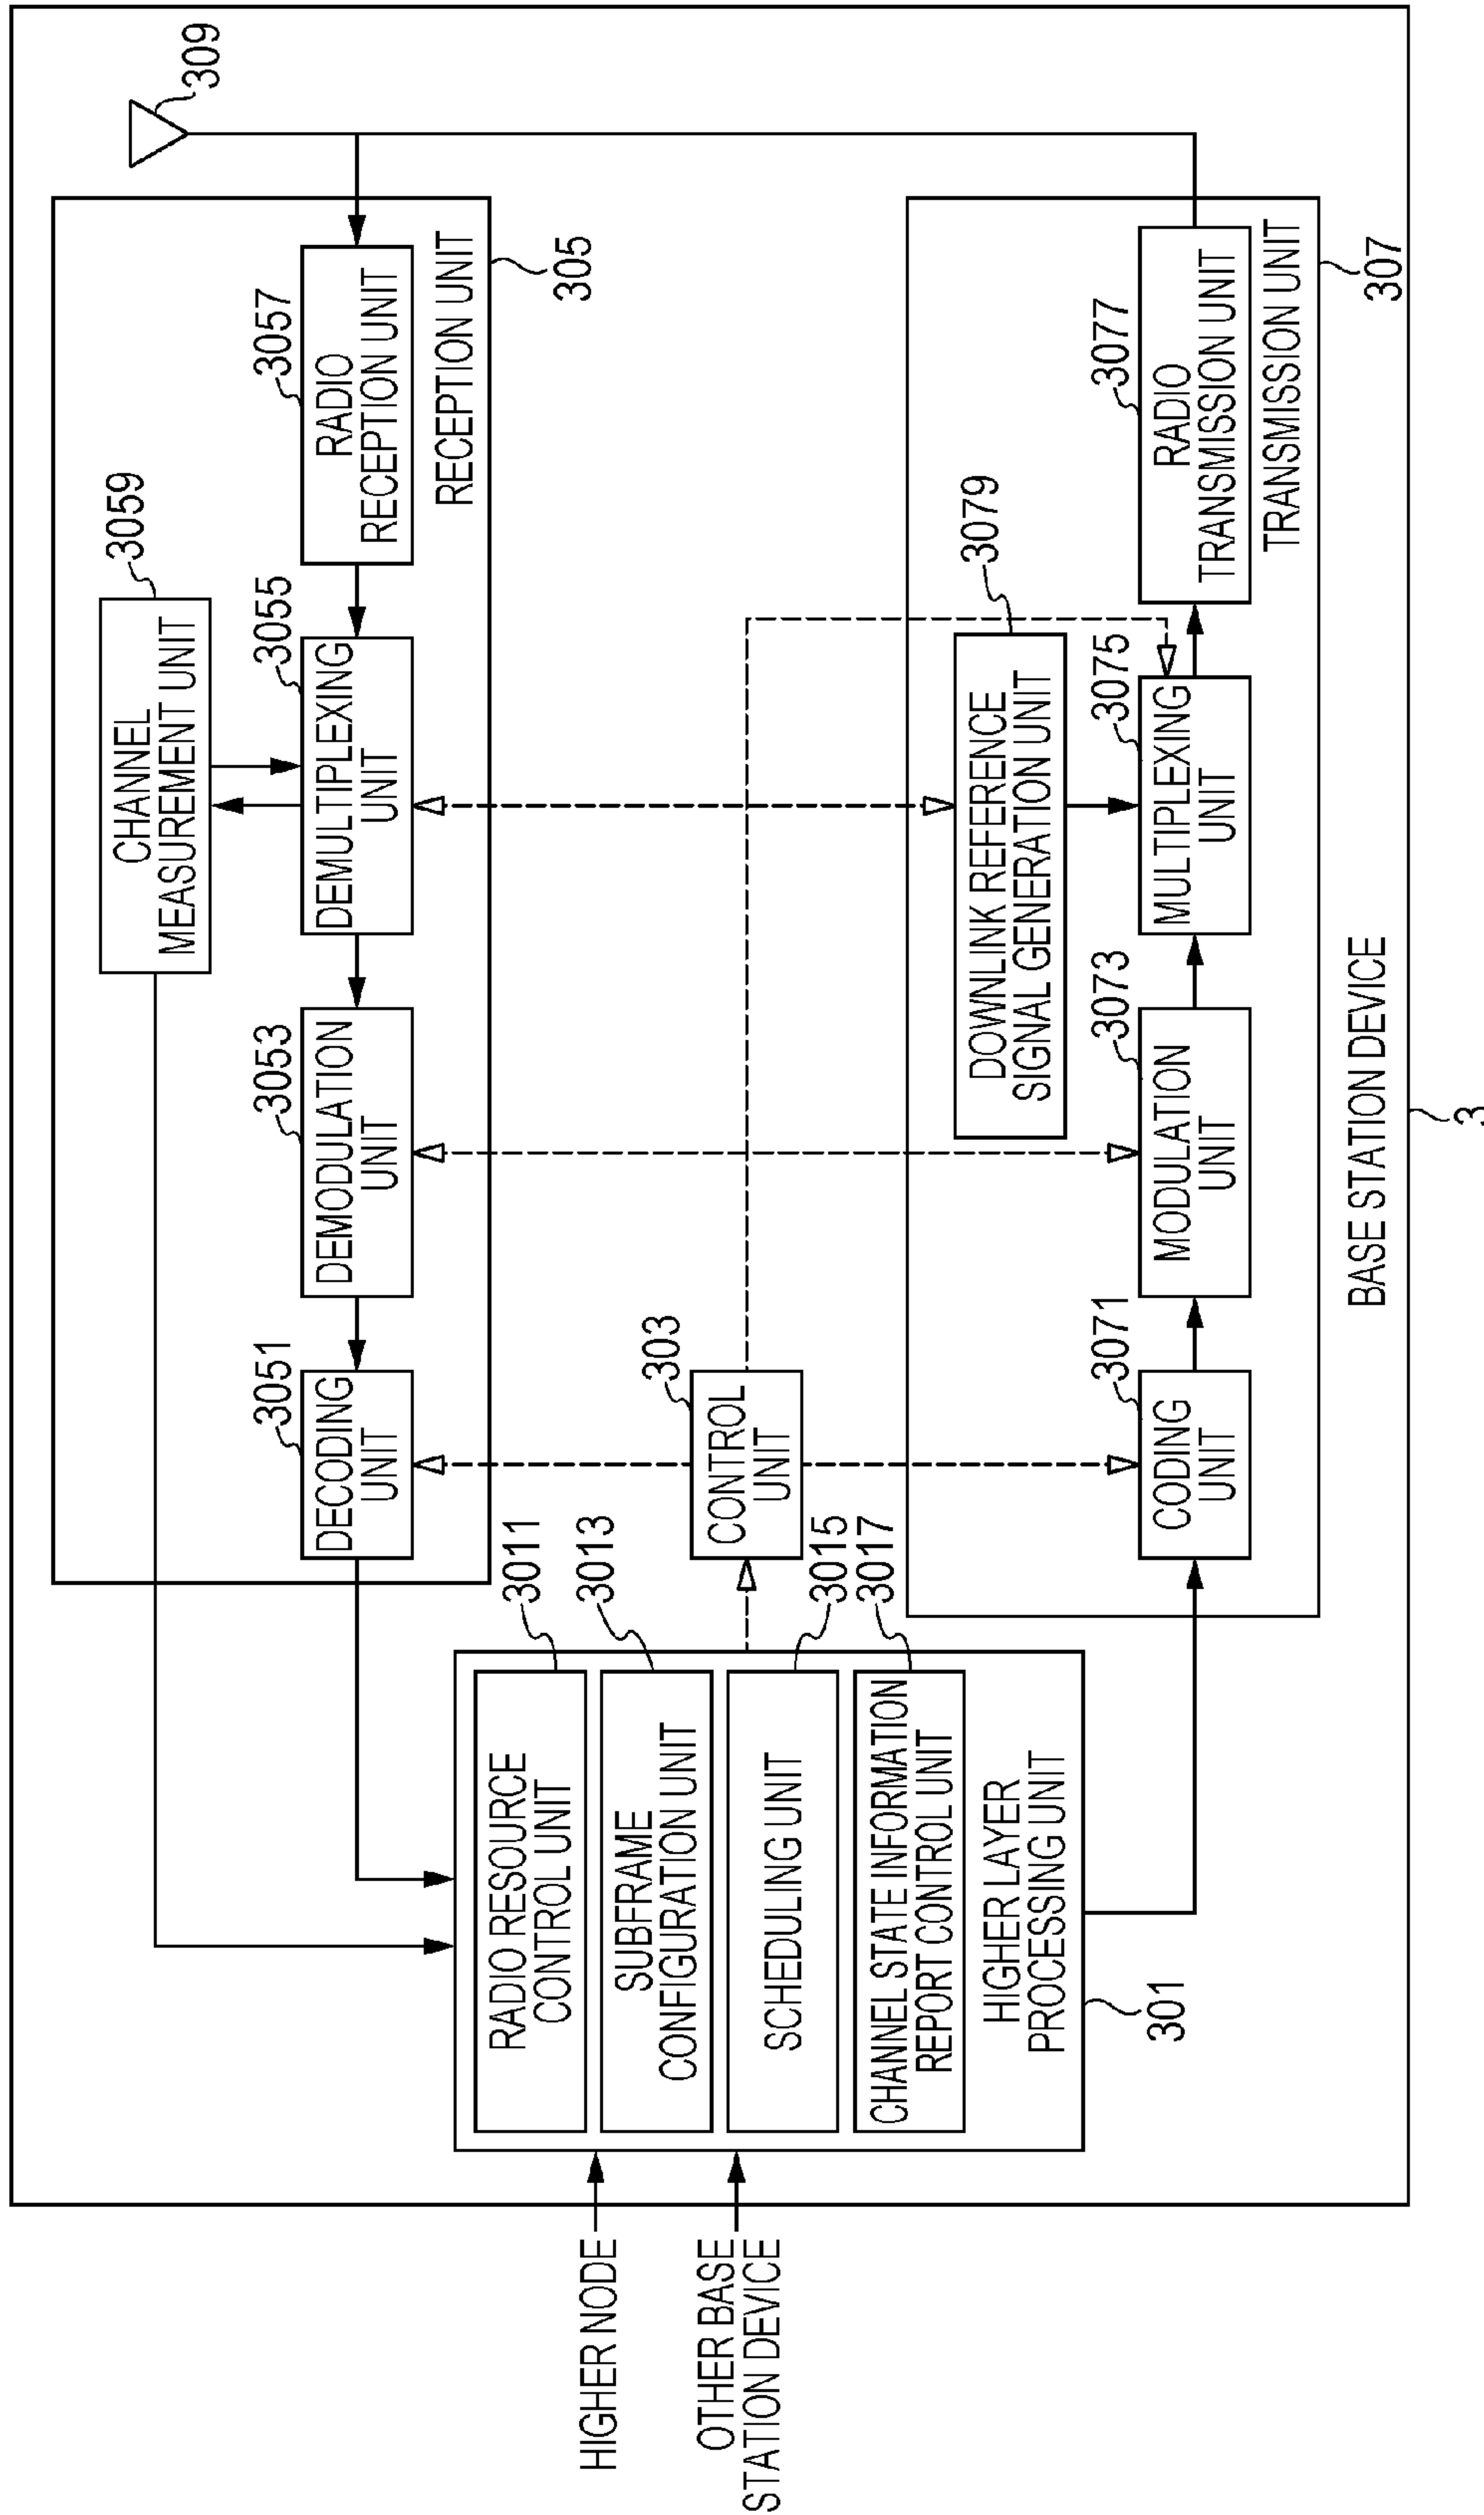 HIGHER NODE
OTHER BASE
STATION DEVICE
RADIO RESOURCE
CONTROL UNIT
3011
SUBFRAME
CONFIGURATION UNIT
3013
SCHEDULING UNIT
3015
CHANNEL STATE INFORMATION
REPORT CONTROL UNIT
3017
HIGHER LAYER
PROCESSING UNIT
301
CONTROL
UNIT
303
DECODING
UNIT
3051
DEMODULATION
UNIT
3053
DEMULTIPLEXING
UNIT
3055
RADIO
RECEPTION UNIT
3057
CHANNEL
MEASUREMENT UNIT
3059
RECEPTION UNIT
305
309
CODING
UNIT
3071
MODULATION
UNIT
3073
MULTIPLEXING
UNIT
3075
RADIO
TRANSMISSION UNIT
3077
DOWNLINK REFERENCE
SIGNAL GENERATION UNIT
3079
TRANSMISSION UNIT
307
BASE STATION DEVICE
3